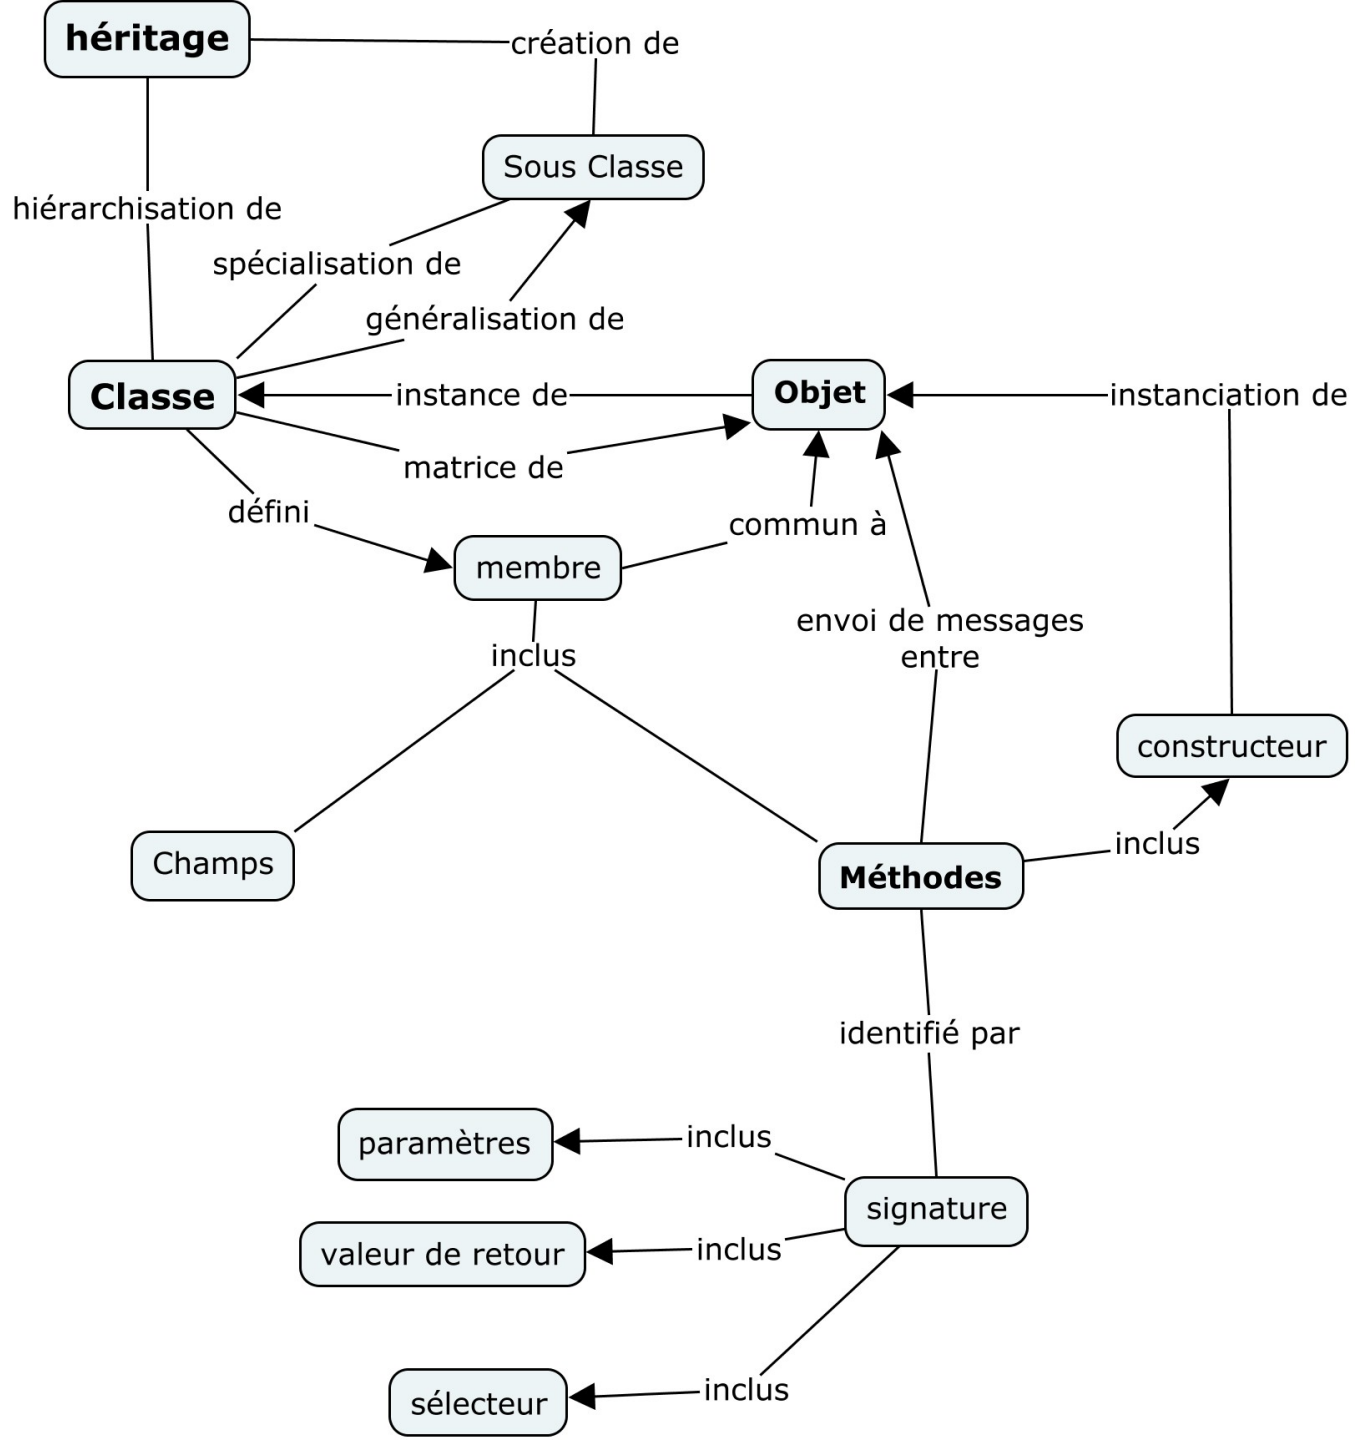 héritage
création de
Sous Classe
hiérarchisation de
spécialisation de
généralisation de
Classe
instance de
Objet
instanciation de
matrice de
défini
commun à
membre
envoi de messages
entre
inclus
constructeur
inclus
Champs
Méthodes
identifié par
paramètres
inclus
signature
valeur de retour
inclus
sélecteur
inclus